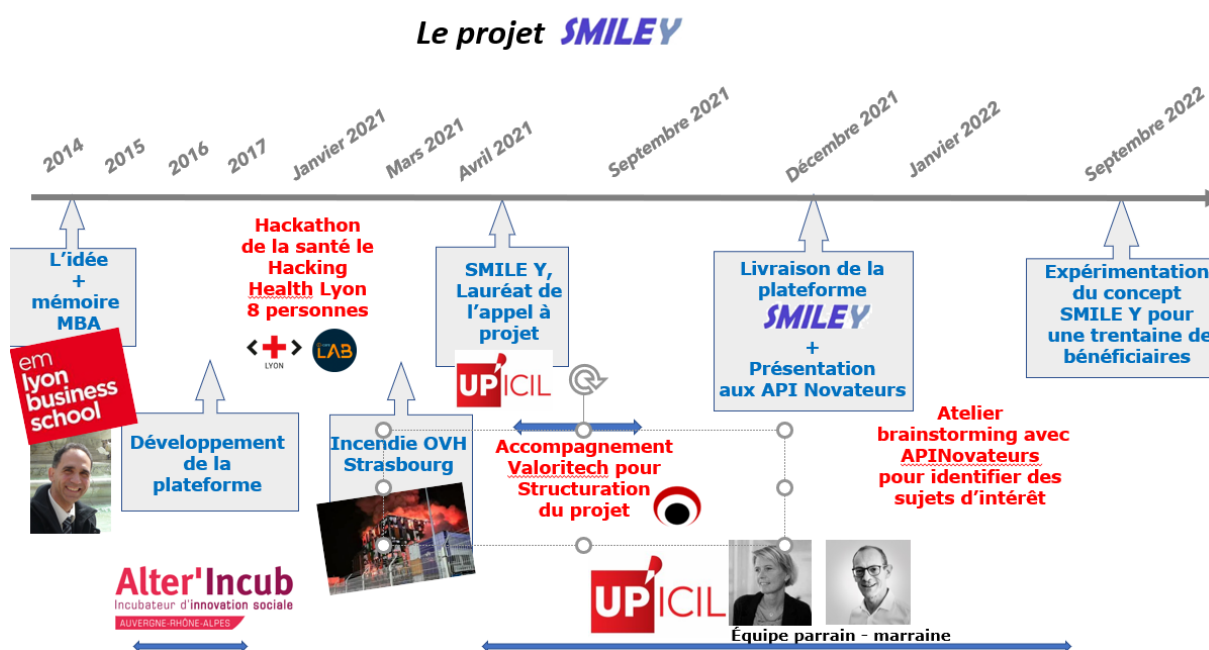 Le projet SMILEY
2014
2015
2016
2017
Janvier 2021
Mars 2021
Avril 2021
Septembre 2021
Décembre 2021
Janvier 2022
Septembre 2022
L'idée
+
mémoire
MBA
em
lyon
business
school
Développement
de la
plateforme
Alter'Incub
Incubateur d'innovation sociale
AUVERGNE-RHÔNE-ALPES
Hackathon
de la santé le
Hacking
Health Lyon
8 personnes
LYON
LAB
Incendie OVH
Strasbourg
SMILE Y,
Lauréat de
l'appel à
projet
UP'ICIL
Accompagnement
Valoritech pour
Structuration
du projet
UP'ICIL
Équipe parrain - marraine
Livraison de la
plateforme
SMILEY
+
Présentation
aux API Novateurs
Atelier
brainstorming avec
APINovateurs
pour identifier des
sujets d'intérêt
Expérimentation
du concept
SMILE Y pour
une trentaine de
bénéficiaires